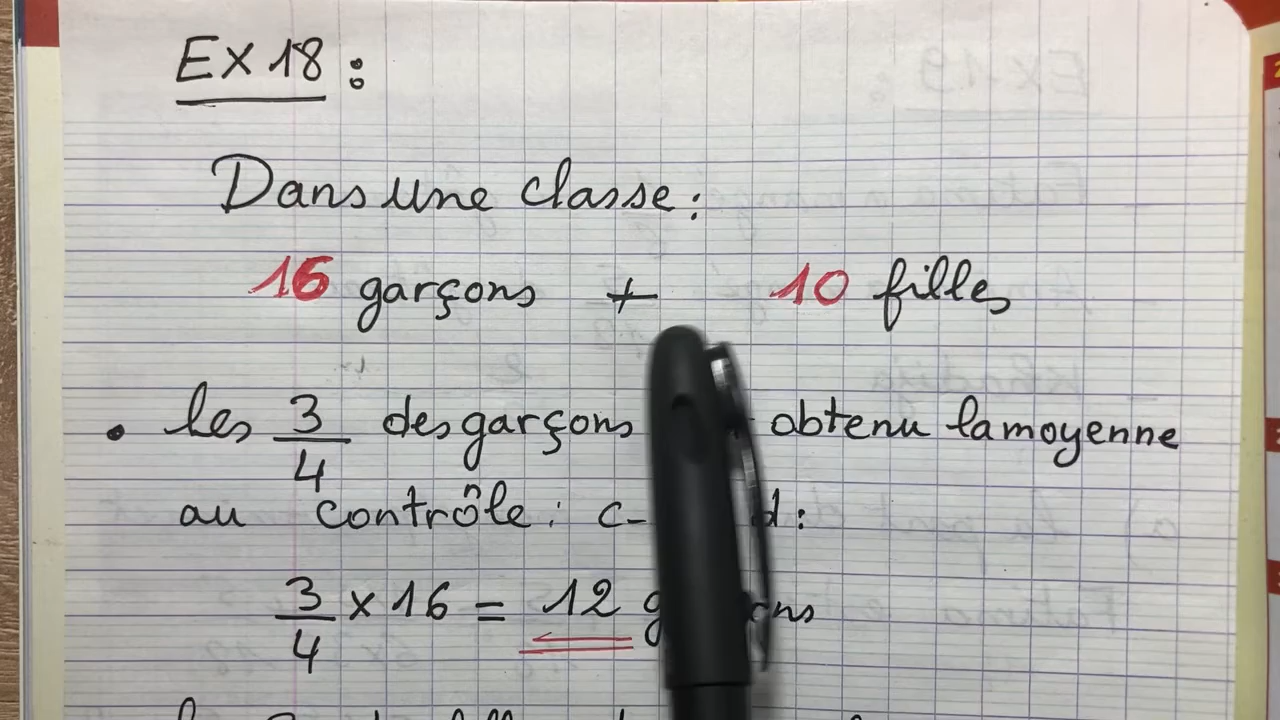 EX 18 :
Dans une classe :
16 garçons + 10 filles
• les 3/4 des garçons obtenu la moyenne
au contrôle : c-
3/4 × 16 = 12